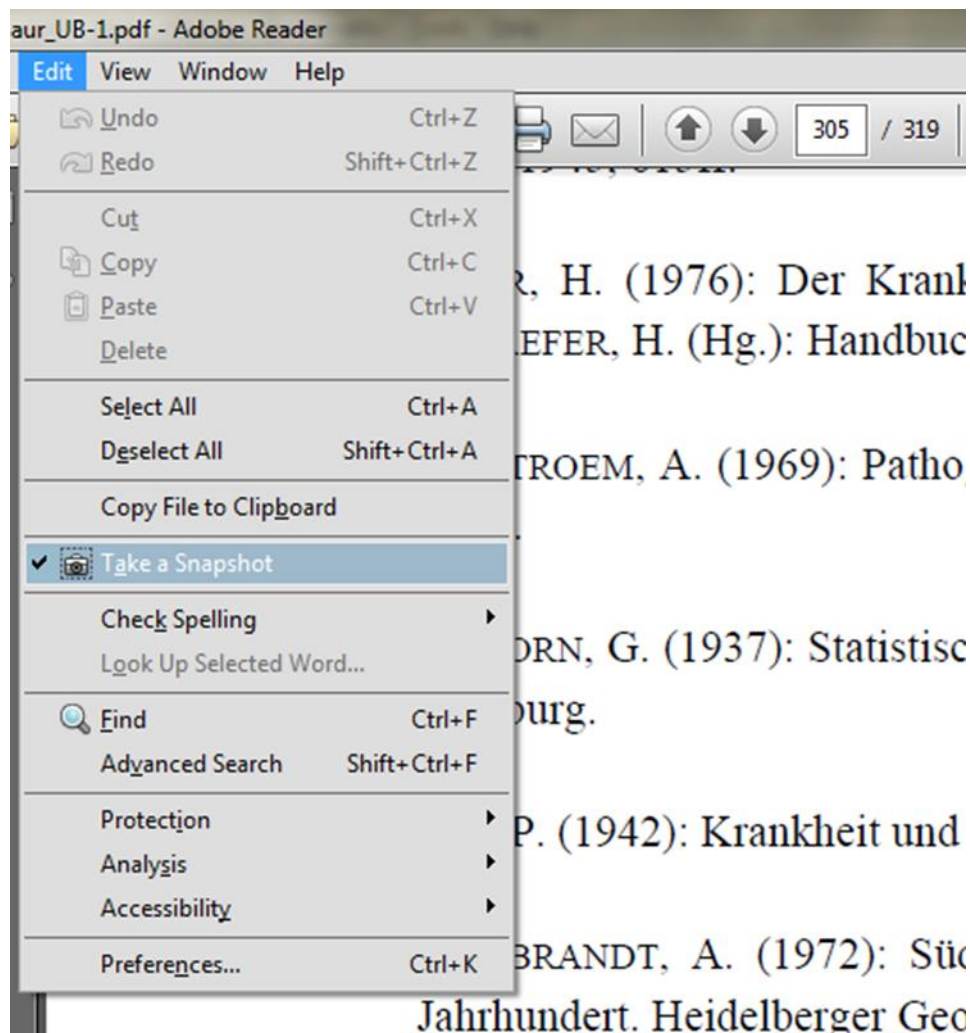 aur_UB-1.pdf - Adobe Reader
Edit View Window Help
305 / 319
Undo Ctrl+Z
Redo Shift+Ctrl+Z
Cut Ctrl+X
Copy Ctrl+C
Paste Ctrl+V
Delete
Select All Ctrl+A
Deselect All Shift+Ctrl+A
Copy File to Clipboard
Take a Snapshot
Check Spelling
Look Up Selected Word...
Find Ctrl+F
Advanced Search Shift+Ctrl+F
Protection
Analysis
Accessibility
Preferences... Ctrl+K
R, H. (1976): Der Krank
EFER, H. (Hg.): Handbuc
TROEM, A. (1969): Patho
.
ORN, G. (1937): Statistisc
burg.
P. (1942): Krankheit und
BRANDT, A. (1972): Süd
Jahrhundert. Heidelberger Geo